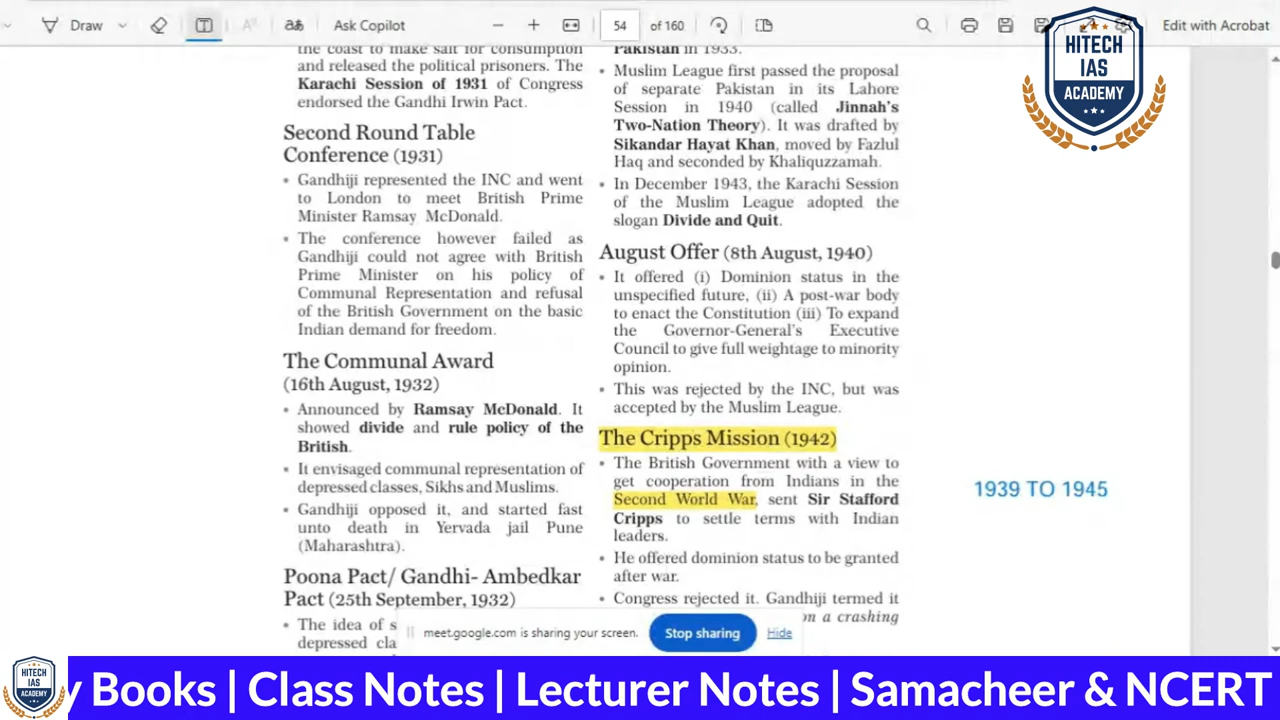 Draw
Ask Copilot
54 of 160
Edit with Acrobat
HITECH
IAS
ACADEMY
the coast to make salt for consumption
and released the political prisoners. The
Karachi Session of 1931 of Congress
endorsed the Gandhi Irwin Pact.
Second Round Table
Conference (1931)
• Gandhiji represented the INC and went
to London to meet British Prime
Minister Ramsay McDonald.
• The conference however failed as
Gandhiji could not agree with British
Prime Minister on his policy of
Communal Representation and refusal
of the British Government on the basic
Indian demand for freedom.
The Communal Award
(16th August, 1932)
• Announced by Ramsay McDonald. It
showed divide and rule policy of the
British.
• It envisaged communal representation of
depressed classes, Sikhs and Muslims.
• Gandhiji opposed it, and started fast
unto death in Yervada jail Pune
(Maharashtra).
Poona Pact/ Gandhi- Ambedkar
Pact (25th September, 1932)
• The idea of s
depressed cla
Pakistan in 1933.
• Muslim League first passed the proposal
of separate Pakistan in its Lahore
Session in 1940 (called Jinnah's
Two-Nation Theory). It was drafted by
Sikandar Hayat Khan, moved by Fazlul
Haq and seconded by Khaliquzzamah.
• In December 1943, the Karachi Session
of the Muslim League adopted the
slogan Divide and Quit.
August Offer (8th August, 1940)
• It offered (i) Dominion status in the
unspecified future, (ii) A post-war body
to enact the Constitution (iii) To expand
the Governor-General's Executive
Council to give full weightage to minority
opinion.
• This was rejected by the INC, but was
accepted by the Muslim League.
The Cripps Mission (1942)
• The British Government with a view to
get cooperation from Indians in the
Second World War, sent Sir Stafford
Cripps to settle terms with Indian
leaders.
• He offered dominion status to be granted
after war.
• Congress rejected it. Gandhiji termed it
on a crashing
1939 TO 1945
meet.google.com is sharing your screen.
Stop sharing
Hide
HITECH
IAS
ACADEMY
y Books | Class Notes | Lecturer Notes | Samacheer & NCERT